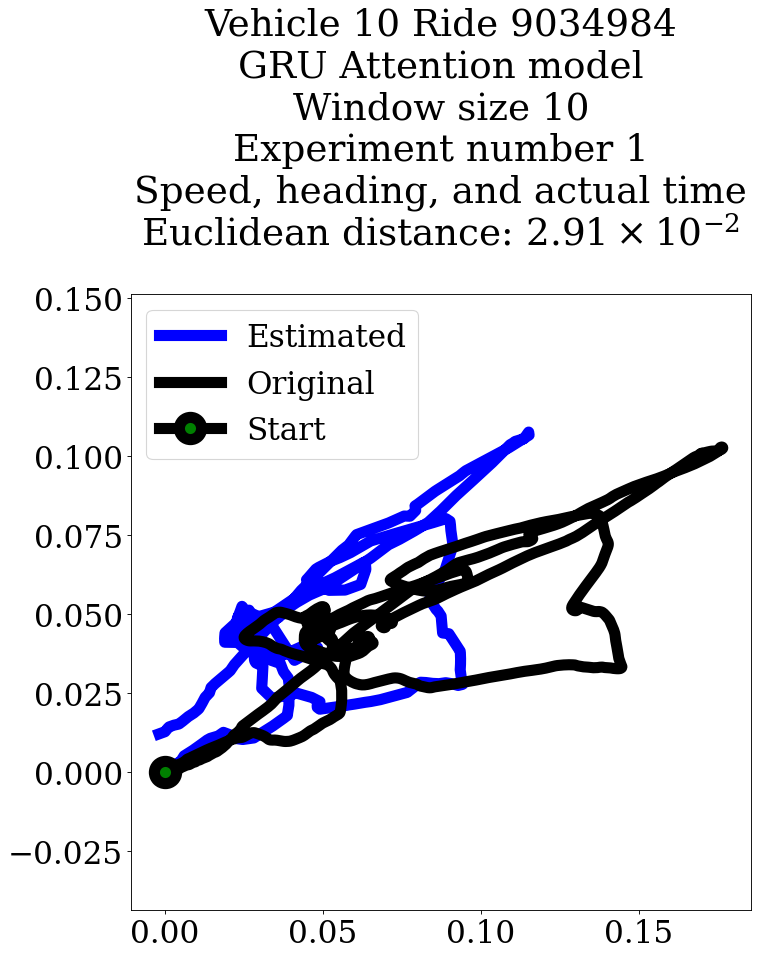 Vehicle 10 Ride 9034984
GRU Attention model
Window size 10
Experiment number 1
Speed, heading, and actual time
Euclidean distance: 2.91 × 10⁻²
0.150
0.125
0.100
0.075
0.050
0.025
0.000
−0.025
Estimated
Original
Start
0.00 0.05 0.10 0.15